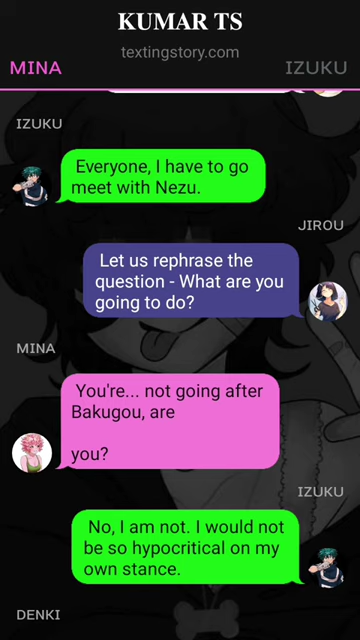 KUMAR TS
textingstory.com
MINA
IZUKU
IZUKU
Everyone, I have to go
meet with Nezu.
JIROU
Let us rephrase the
question - What are you
going to do?
MINA
You're... not going after
Bakugou, are
you?
IZUKU
No, I am not. I would not
be so hypocritical on my
own stance.
DENKI